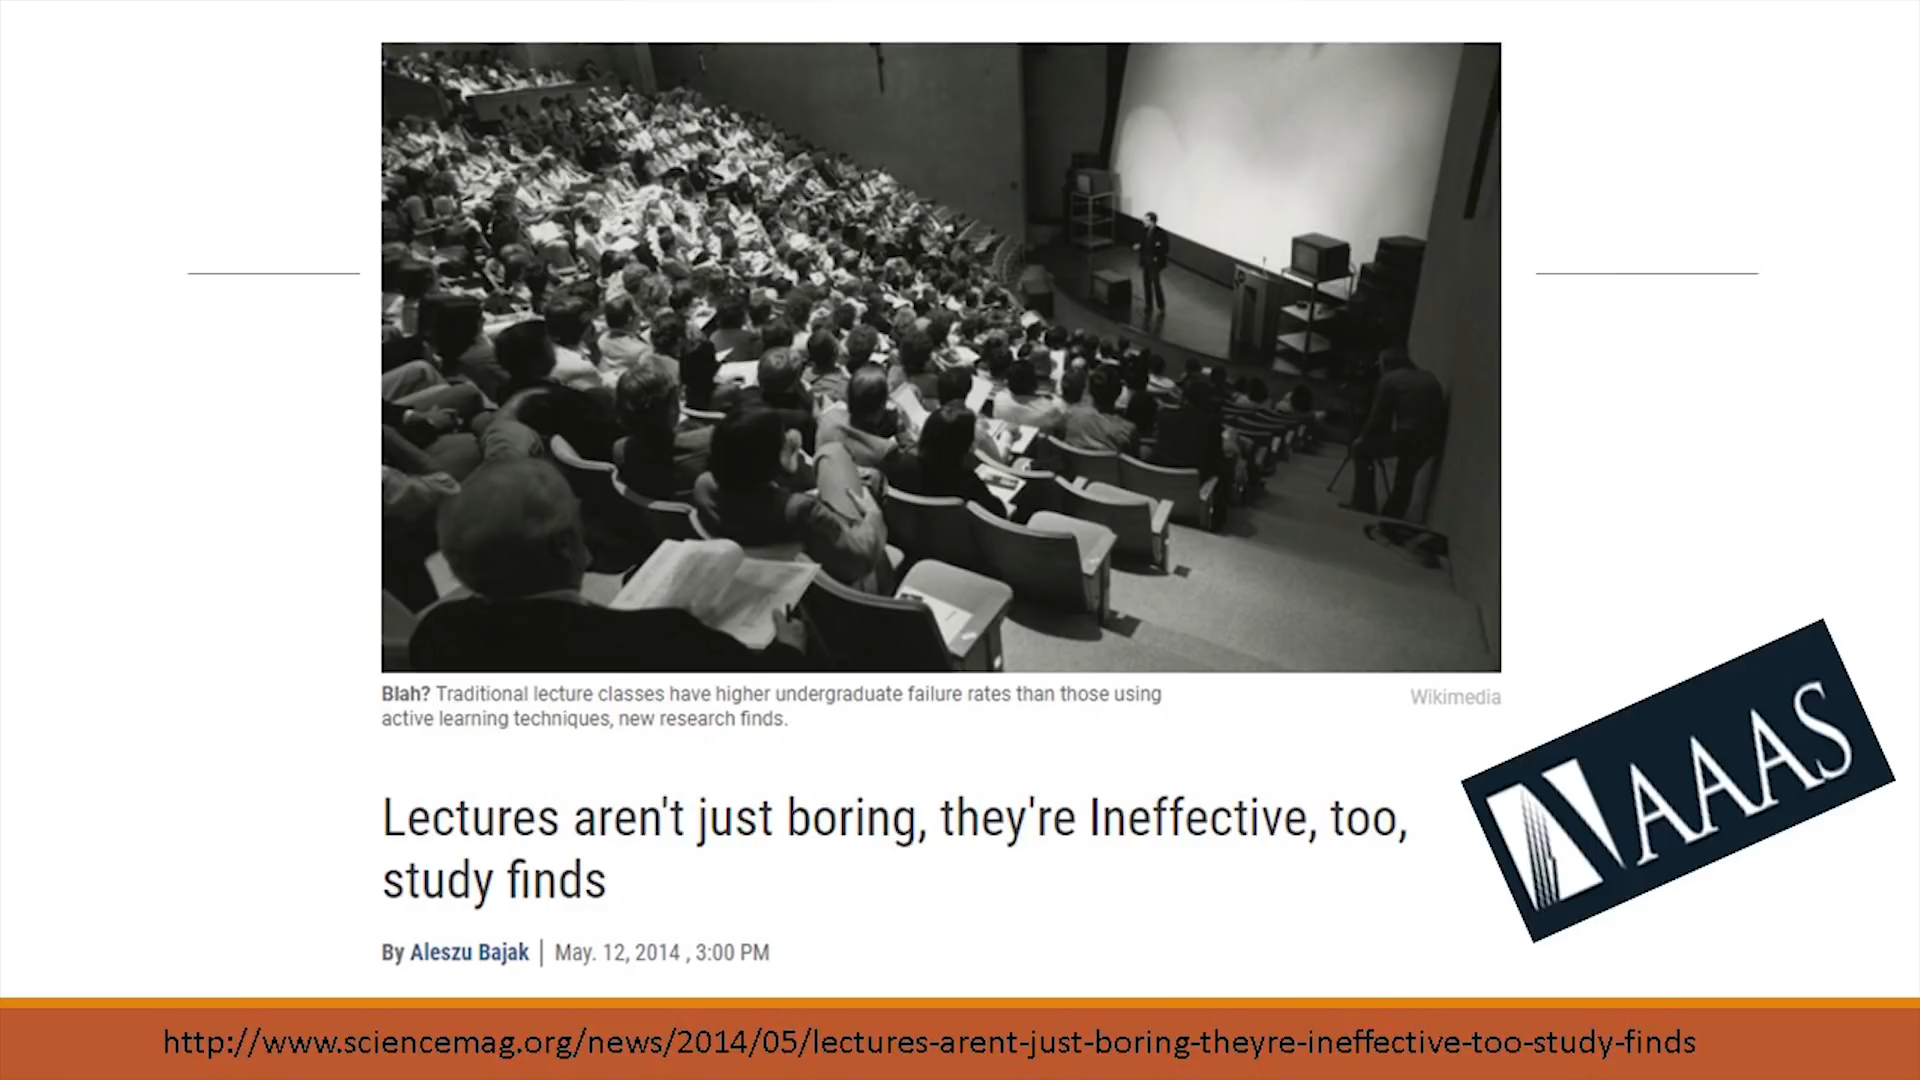 Blah? Traditional lecture classes have higher undergraduate failure rates than those using
active learning techniques, new research finds.
Wikimedia
Lectures aren't just boring, they're Ineffective, too,
study finds
By Aleszu Bajak | May. 12, 2014 , 3:00 PM
AAAS
http://www.sciencemag.org/news/2014/05/lectures-arent-just-boring-theyre-ineffective-too-study-finds